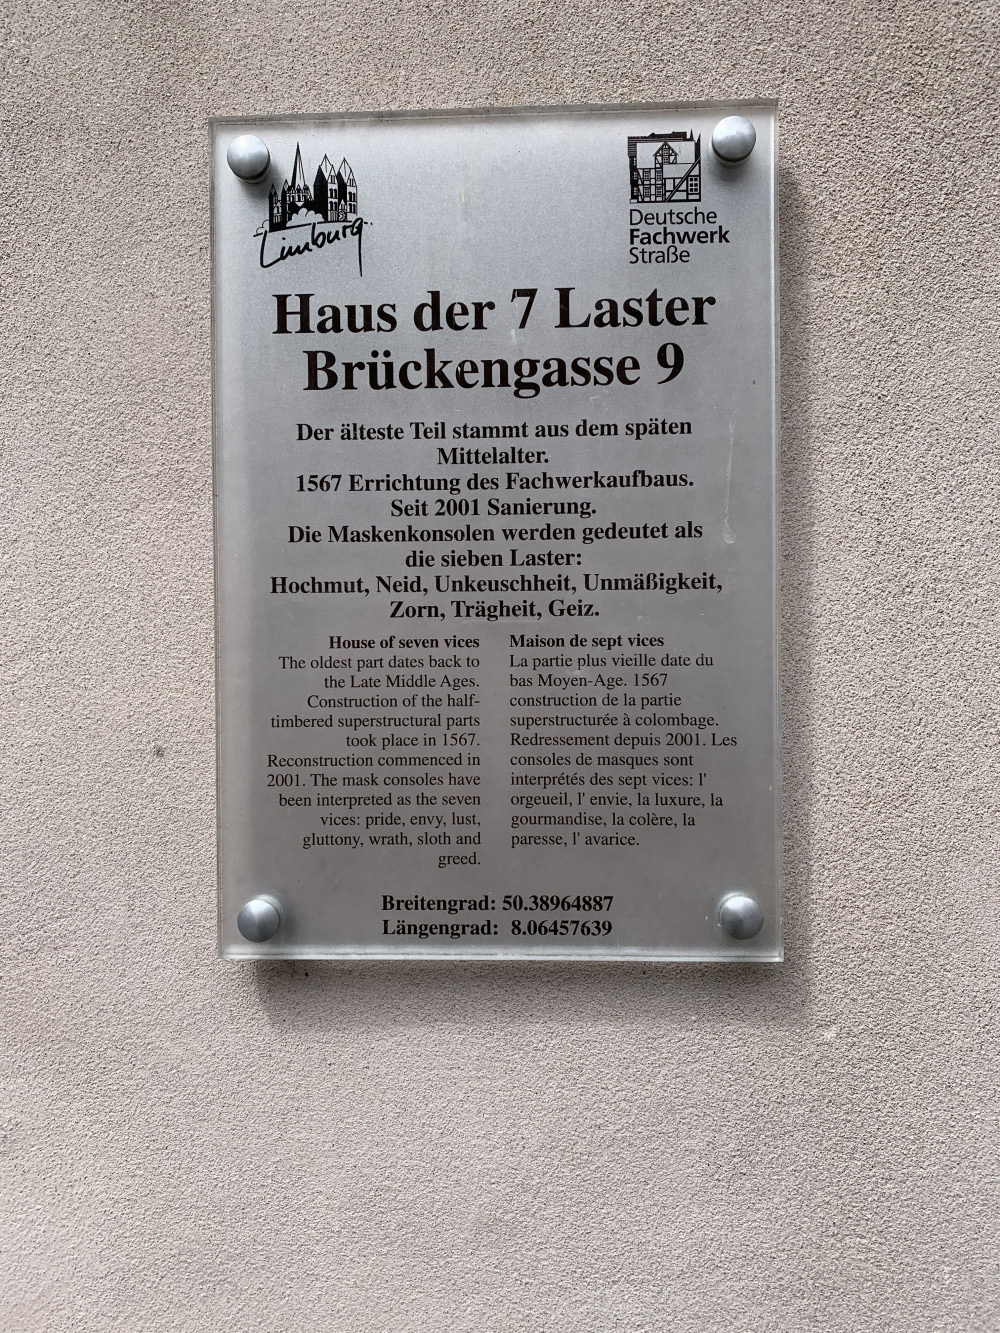 Limburg
Deutsche
Fachwerk
Straße
Haus der 7 Laster
Brückengasse 9
Der älteste Teil stammt aus dem späten
Mittelalter.
1567 Errichtung des Fachwerkaufbaus.
Seit 2001 Sanierung.
Die Maskenkonsolen werden gedeutet als
die sieben Laster:
Hochmut, Neid, Unkeuschheit, Unmäßigkeit,
Zorn, Trägheit, Geiz.
House of seven vices
The oldest part dates back to
the Late Middle Ages.
Construction of the half-
timbered superstructural parts
took place in 1567.
Reconstruction commenced in
2001. The mask consoles have
been interpreted as the seven
vices: pride, envy, lust,
gluttony, wrath, sloth and
greed.
Maison de sept vices
La partie plus vieille date du
bas Moyen-Age. 1567
construction de la partie
superstructurée à colombage.
Redressement depuis 2001. Les
consoles de masques sont
interprétés des sept vices: l'
orgeueil, l' envie, la luxure, la
gourmandise, la colère, la
paresse, l' avarice.
Breitengrad: 50.38964887
Längengrad: 8.06457639